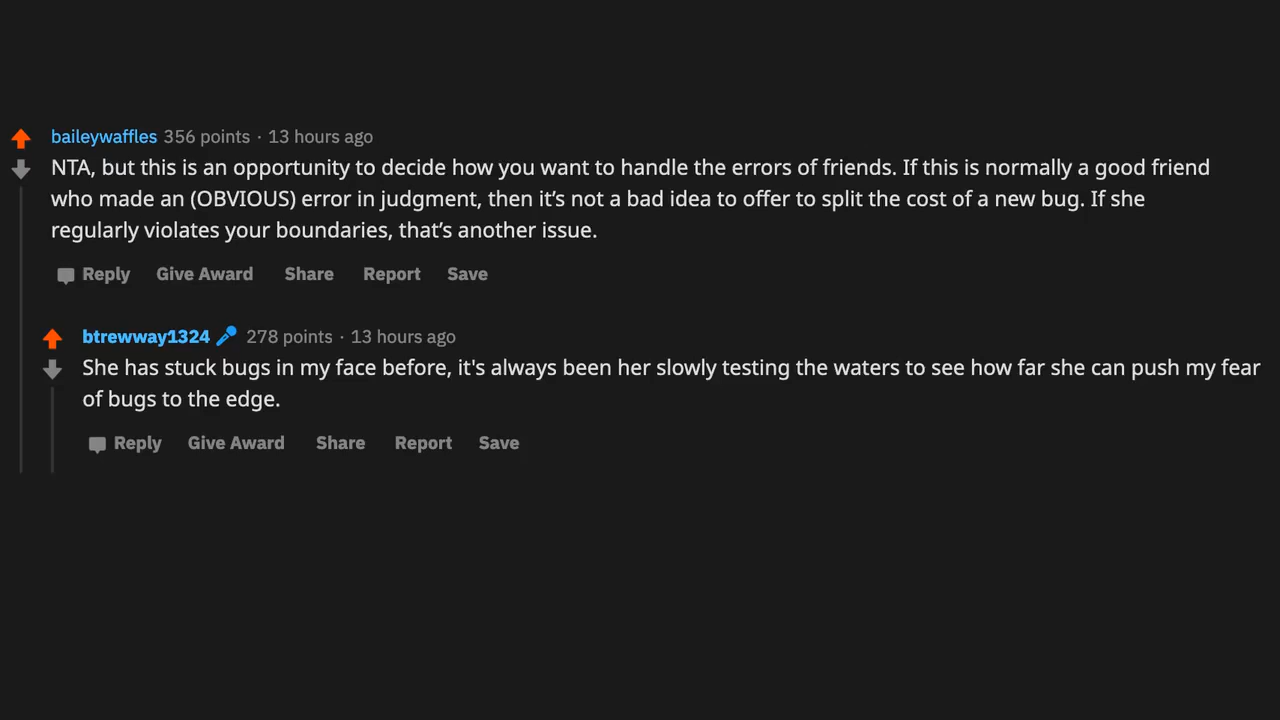 baileywaffles 356 points · 13 hours ago
NTA, but this is an opportunity to decide how you want to handle the errors of friends. If this is normally a good friend
who made an (OBVIOUS) error in judgment, then it’s not a bad idea to offer to split the cost of a new bug. If she
regularly violates your boundaries, that’s another issue.
Reply Give Award Share Report Save
btrewway1324 278 points · 13 hours ago
She has stuck bugs in my face before, it's always been her slowly testing the waters to see how far she can push my fear
of bugs to the edge.
Reply Give Award Share Report Save